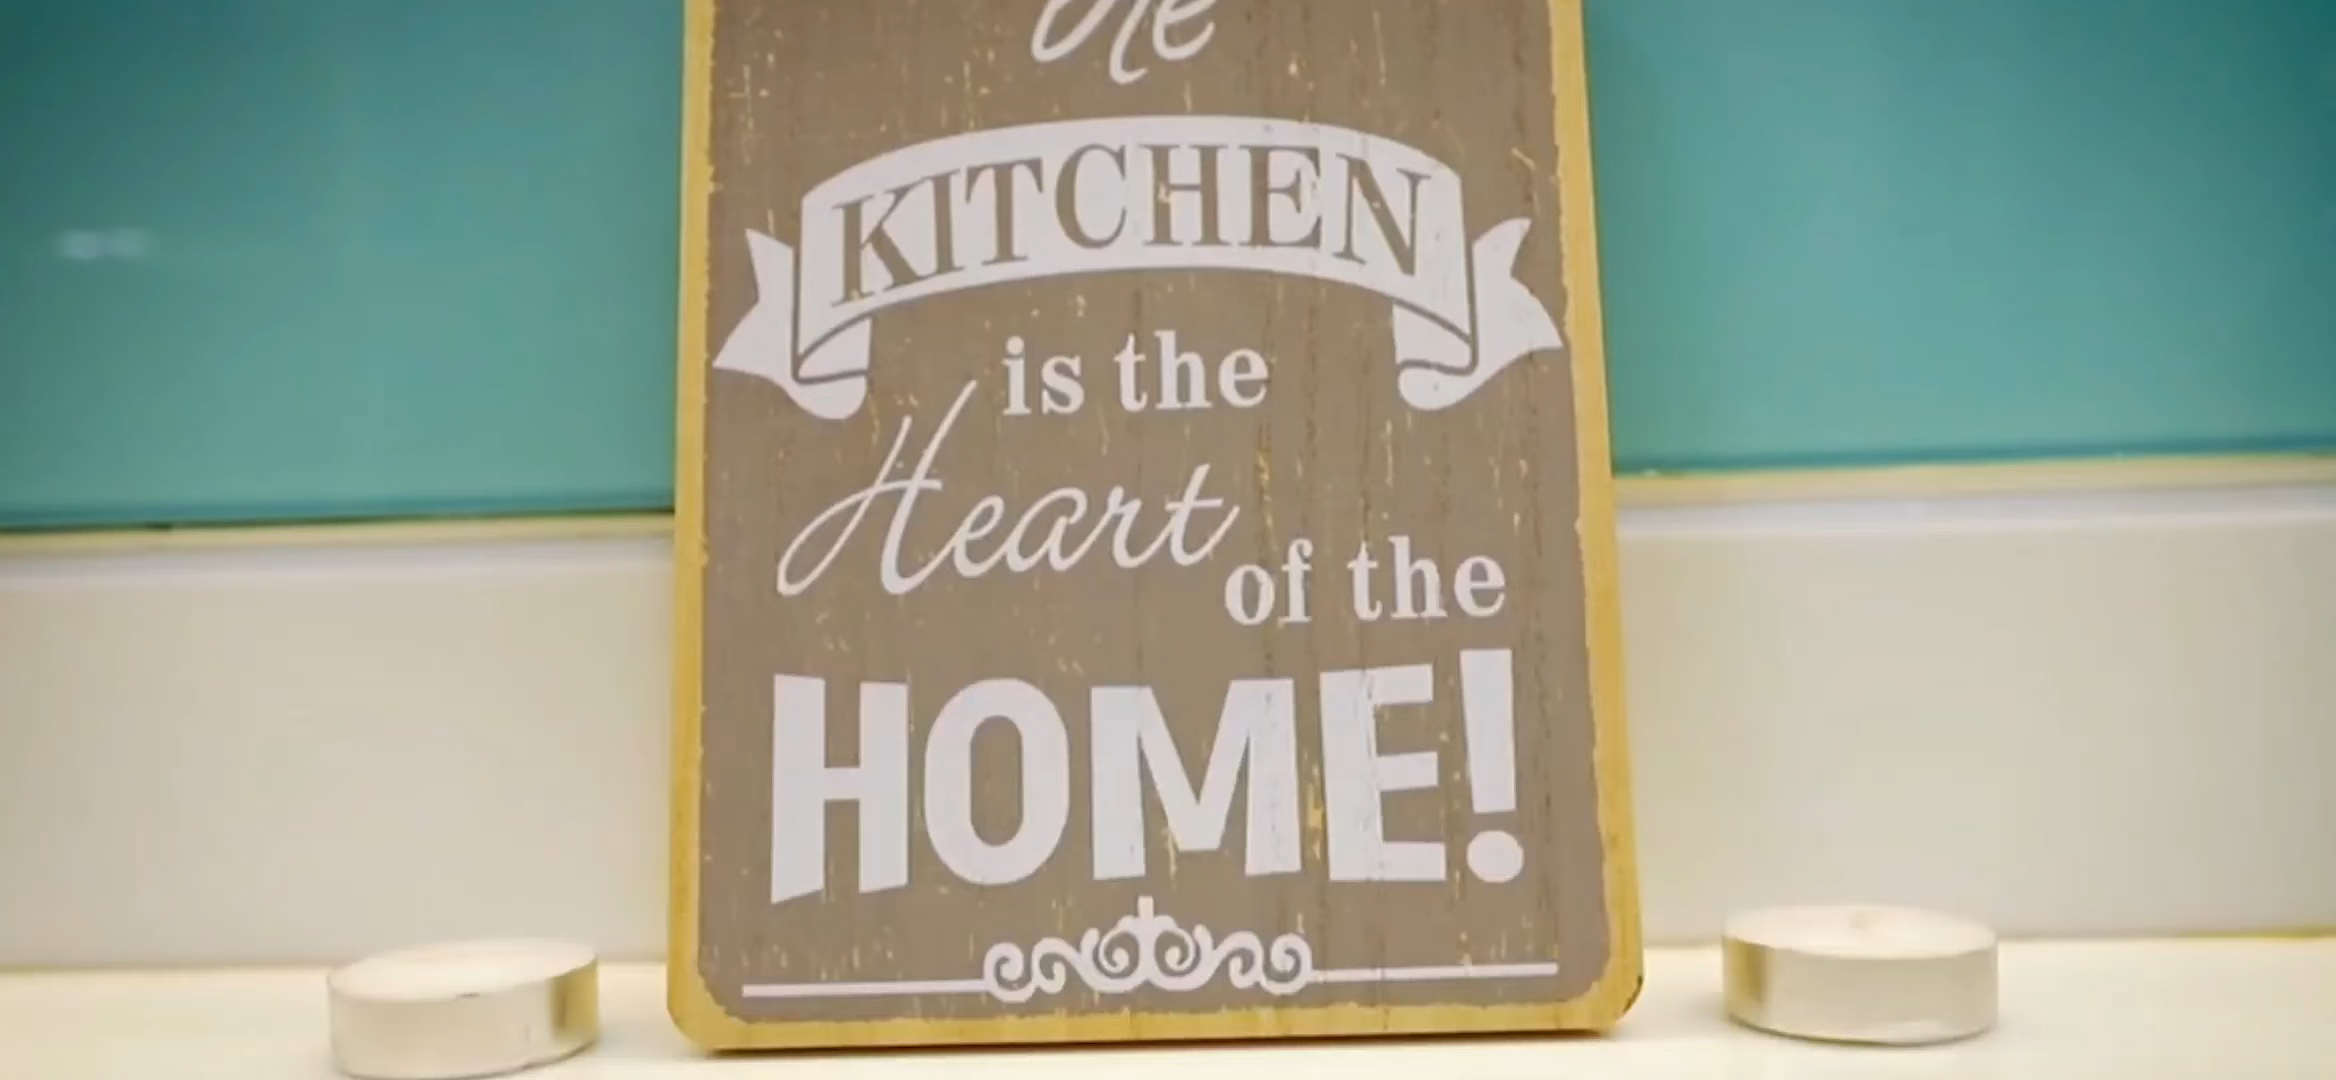 KITCHEN
is the
Heart
of the
HOME!